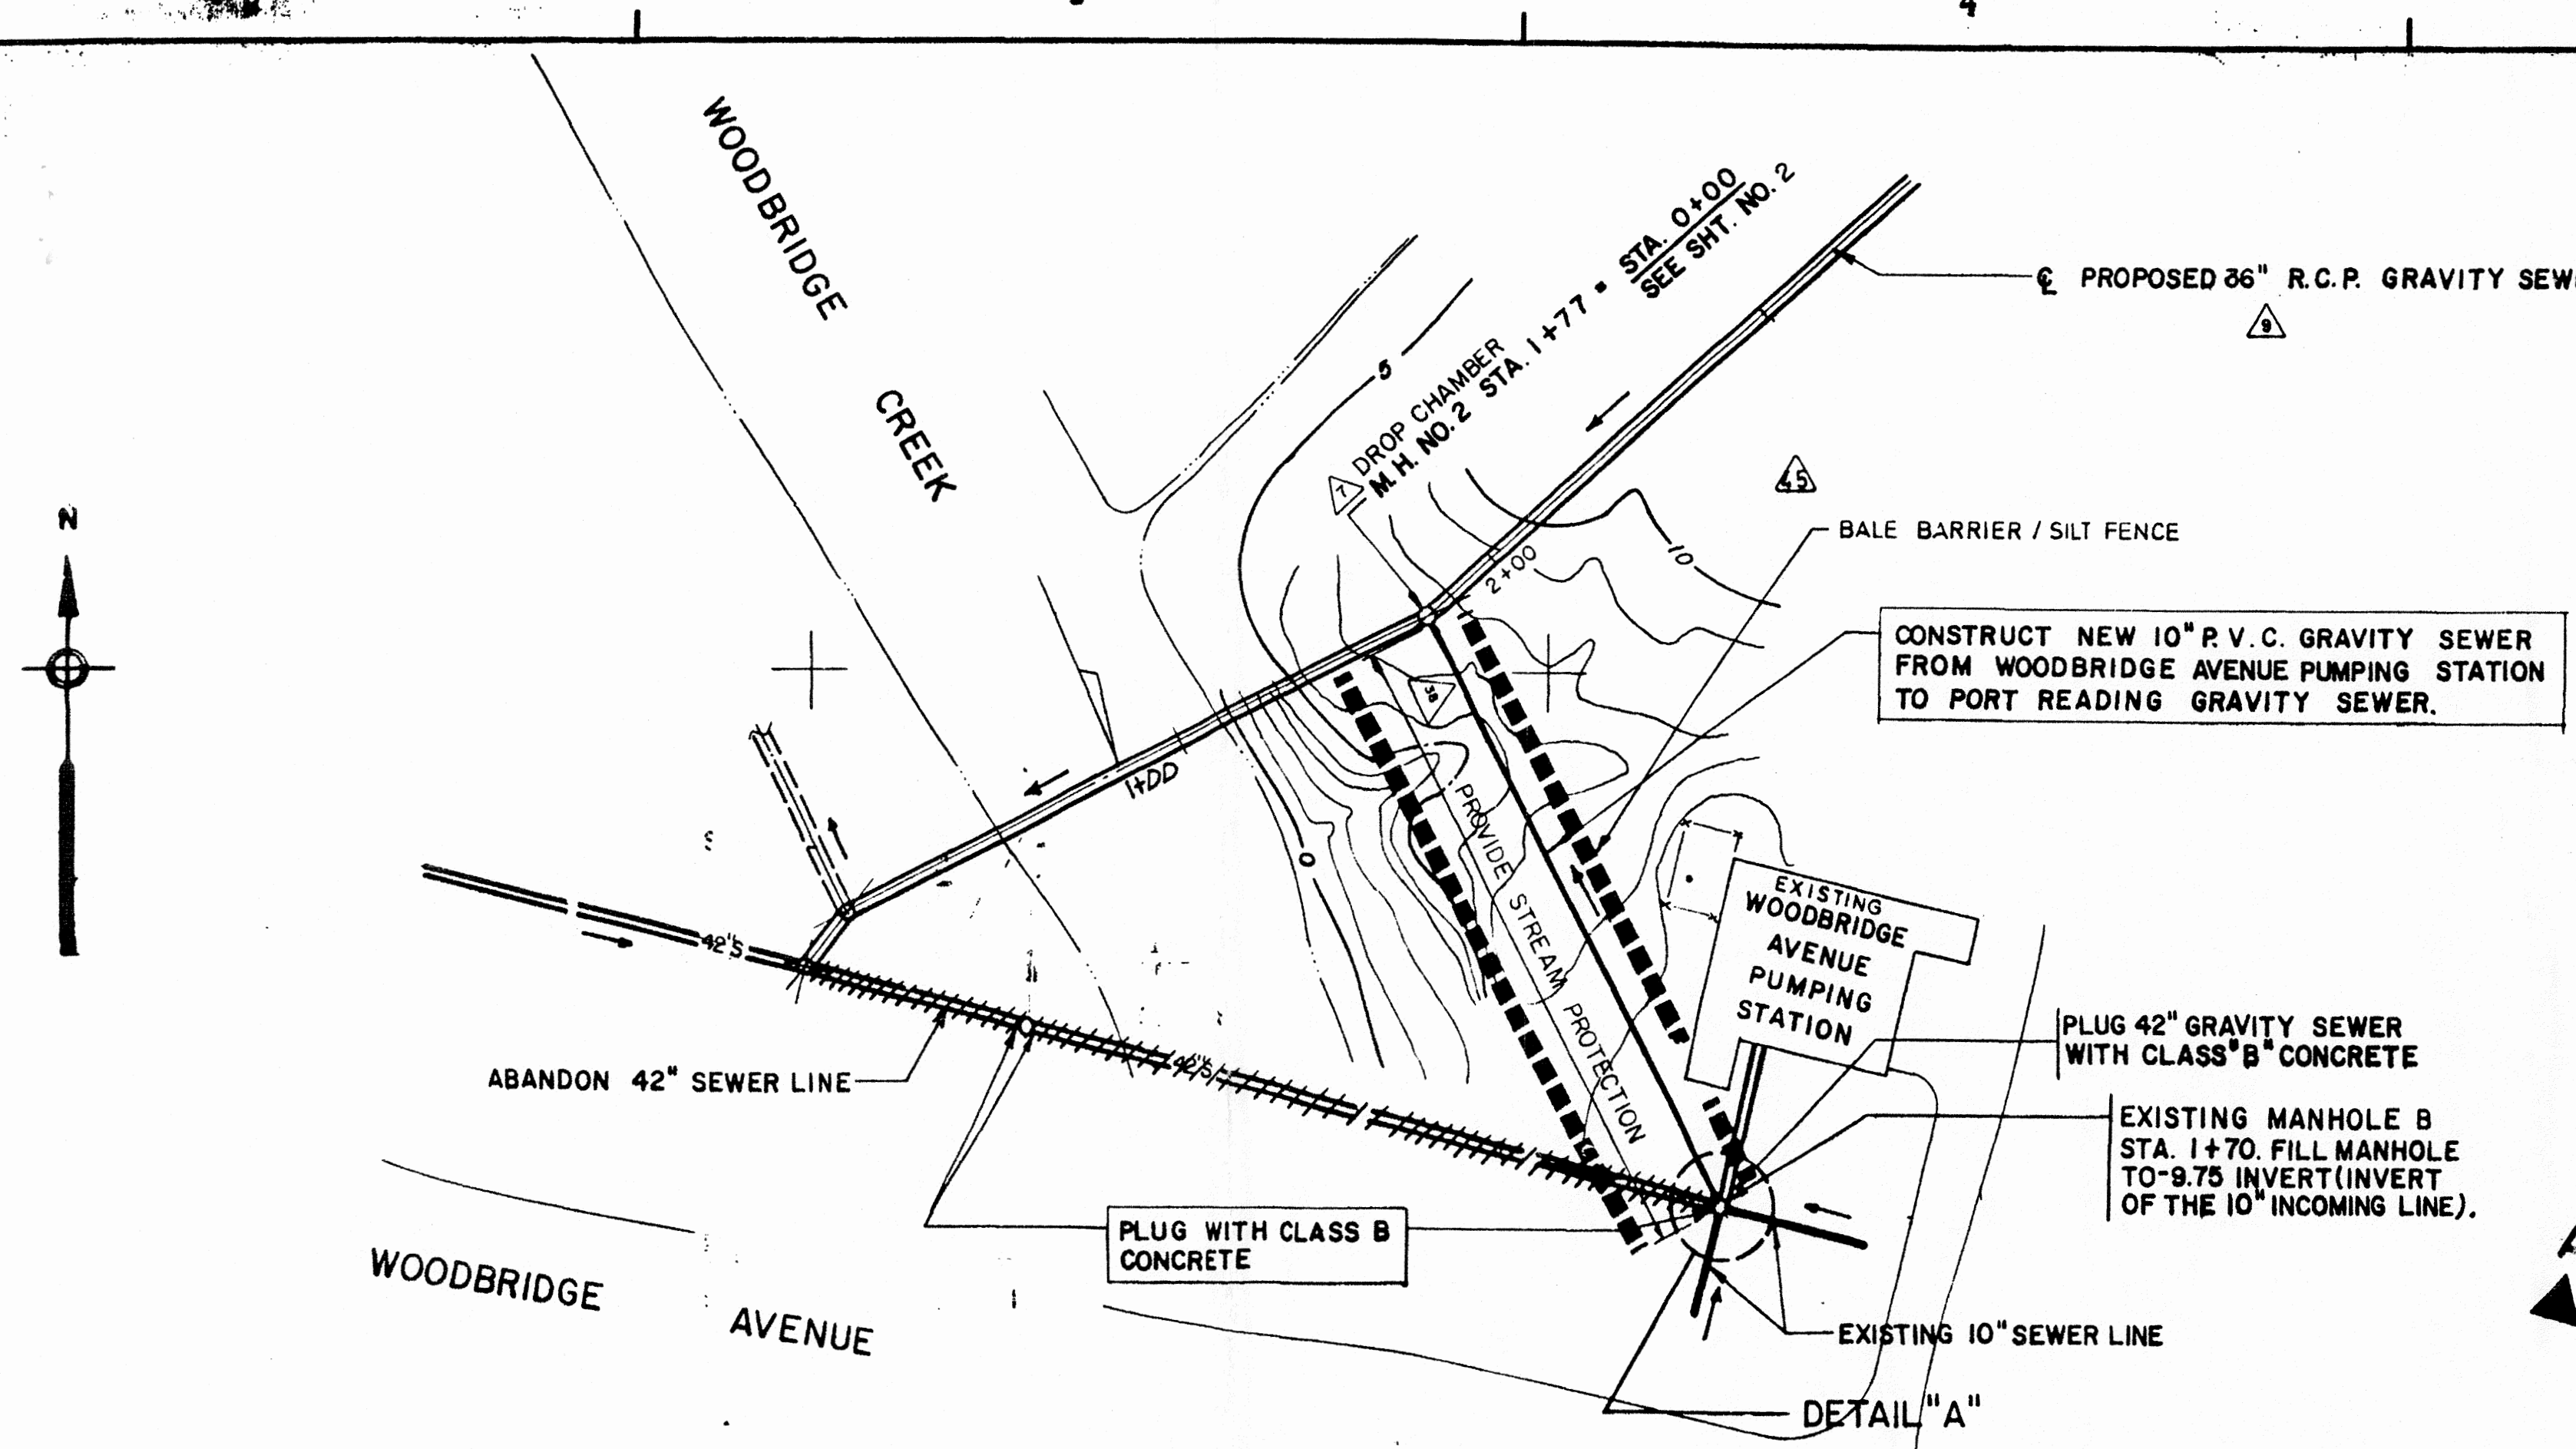 4
WOODBRIDGE
CREEK
STA. 0+00
SEE SHT. NO. 2
DROP CHAMBER
M.H. NO. 2 STA. 1+77 =
7
℄ PROPOSED 36" R.C.P. GRAVITY SEW
9
5
45
10
2+00
BALE BARRIER / SILT FENCE
N
38
CONSTRUCT NEW 10" P.V.C. GRAVITY SEWER
FROM WOODBRIDGE AVENUE PUMPING STATION
TO PORT READING GRAVITY SEWER.
1+DD
S
0
PROVIDE STREAM PROTECTION
EXISTING
WOODBRIDGE
AVENUE
PUMPING
STATION
42"S
42"S
ABANDON 42" SEWER LINE
PLUG 42" GRAVITY SEWER
WITH CLASS "B" CONCRETE
EXISTING MANHOLE B
STA. 1+70. FILL MANHOLE
TO-9.75 INVERT (INVERT
OF THE 10" INCOMING LINE).
PLUG WITH CLASS B
CONCRETE
WOODBRIDGE
AVENUE
EXISTING 10" SEWER LINE
DETAIL "A"